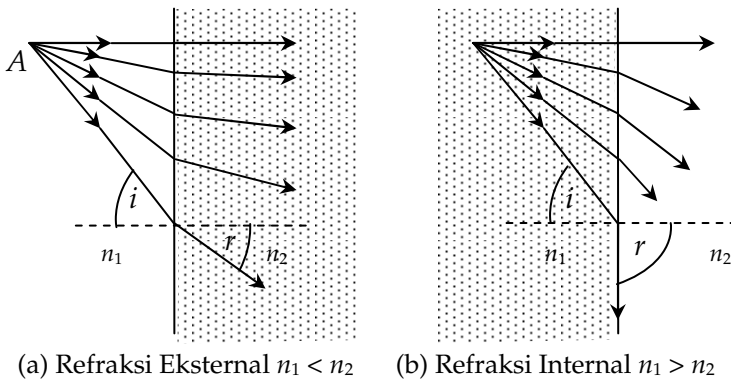 A
i
r
n₁
n₂
i
r
n₁
n₂
(a) Refraksi Eksternal n₁ < n₂
(b) Refraksi Internal n₁ > n₂